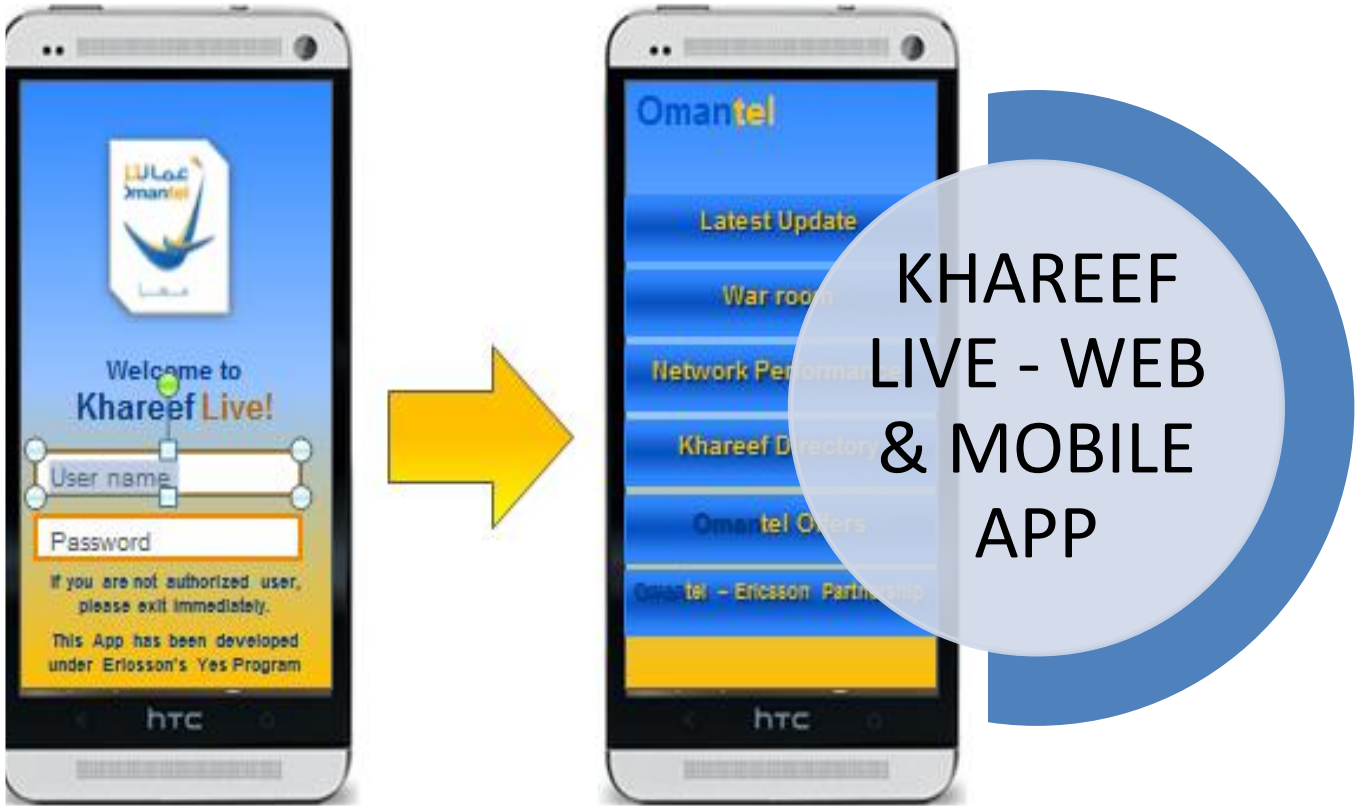 عمانتل
Omantel
معنا
Welcome to
Khareef Live!
User name
Password
If you are not authorized user,
please exit immediately.
This App has been developed
under Ericsson's Yes Program
hTC
Omantel
Latest Update
War room
Network Performance
Khareef Directory
Omantel Offers
Omantel – Ericsson Partnership
hTC
KHAREEF
LIVE - WEB
& MOBILE
APP